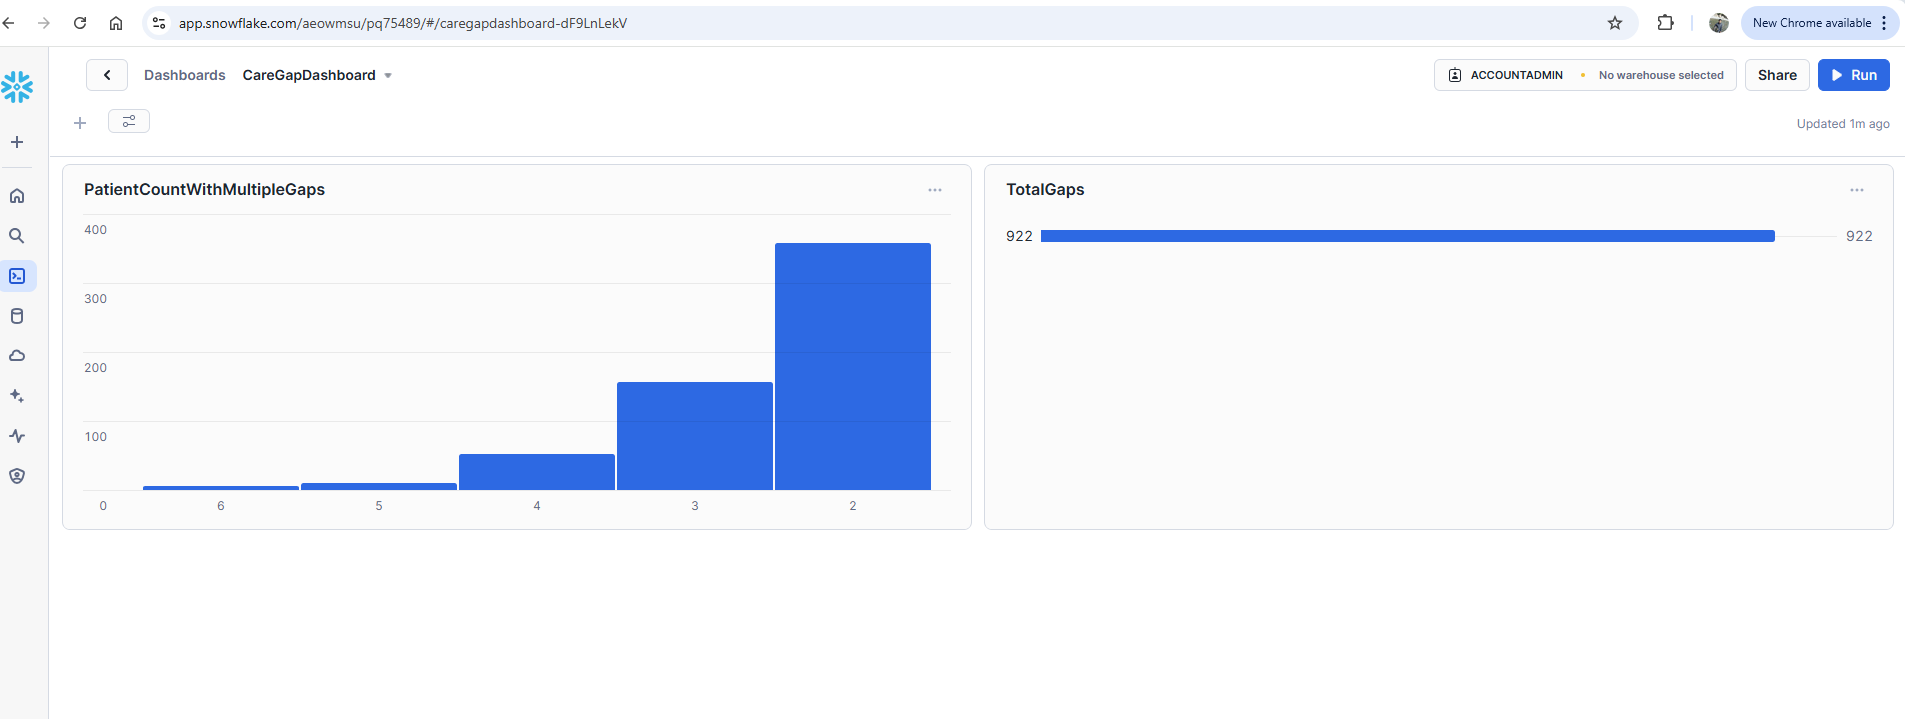 app.snowflake.com/aeowmsu/pq75489/#/caregapdashboard-dF9LnLekV
New Chrome available
Dashboards CareGapDashboard
ACCOUNTADMIN • No warehouse selected
Share
Run
Updated 1m ago
PatientCountWithMultipleGaps
400
300
200
100
0 6 5 4 3 2
TotalGaps
922 922